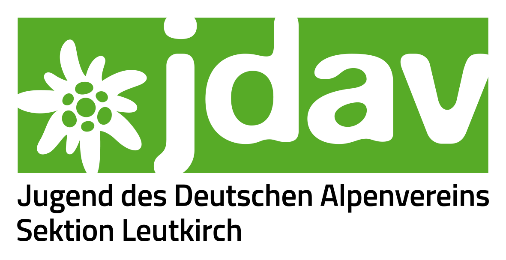 jdav
Jugend des Deutschen Alpenvereins
Sektion Leutkirch